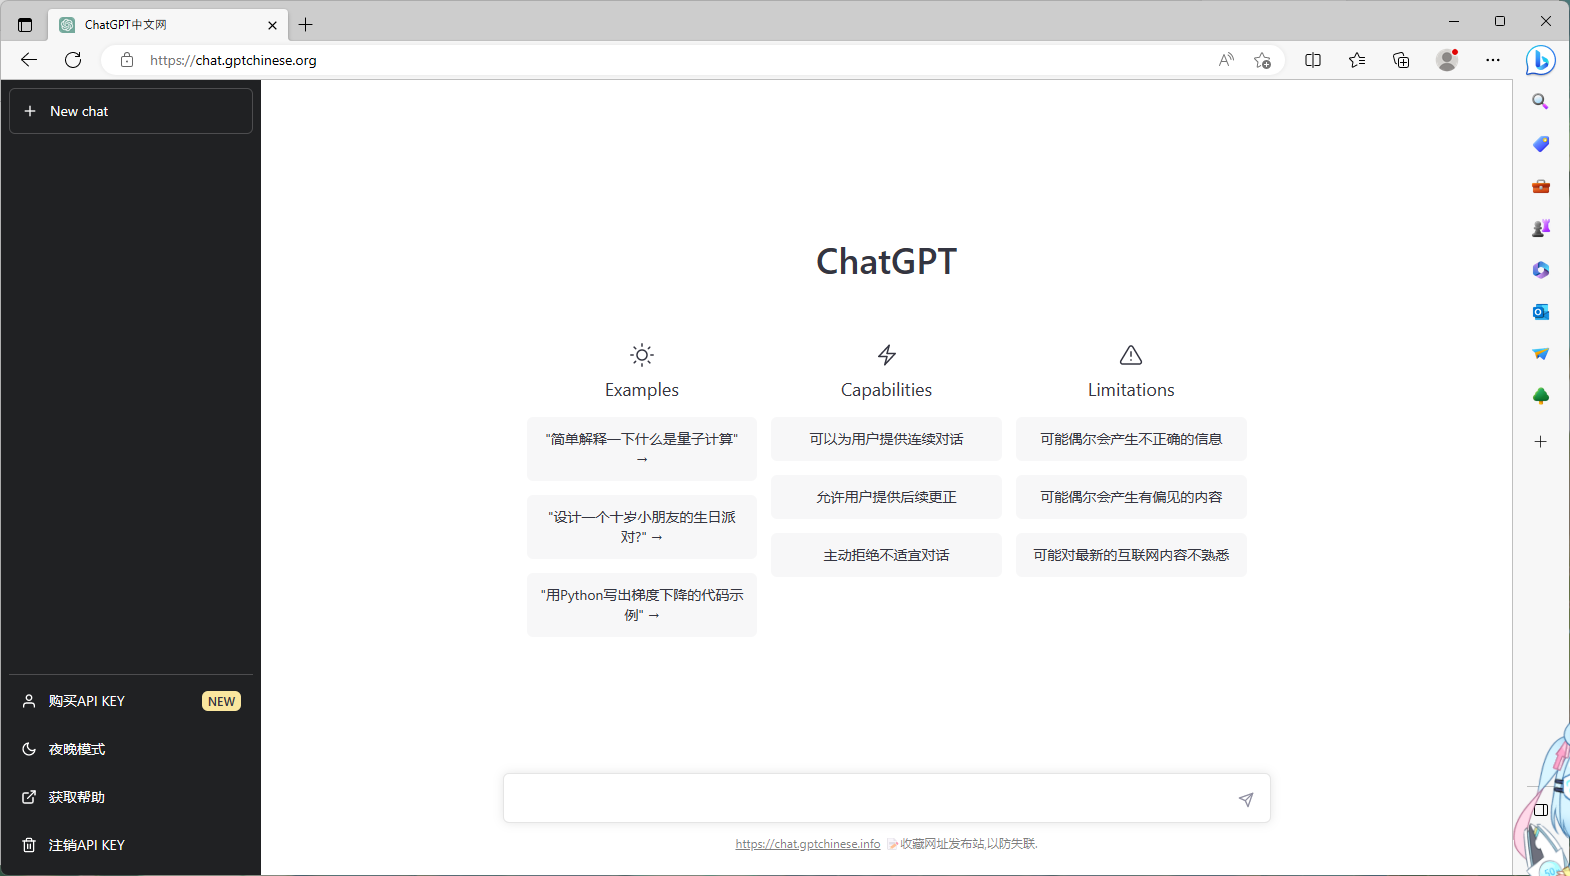 ChatGPT中文网
https://chat.gptchinese.org
New chat
ChatGPT
Examples
"简单解释一下什么是量子计算"
→
"设计一个十岁小朋友的生日派
对?" →
"用Python写出梯度下降的代码示
例" →
Capabilities
可以为用户提供连续对话
允许用户提供后续更正
主动拒绝不适宜对话
Limitations
可能偶尔会产生不正确的信息
可能偶尔会产生有偏见的内容
可能对最新的互联网内容不熟悉
购买API KEY NEW
夜晚模式
获取帮助
注销API KEY
https://chat.gptchinese.info 📝收藏网址发布站,以防失联.